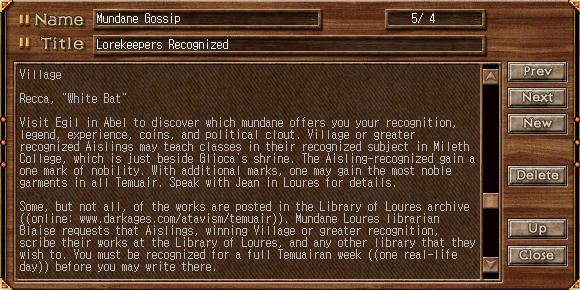 Name Mundane Gossip 5/ 4
Title Lorekeepers Recognized
Village
Recca, "White Bat"
Visit Egil in Abel to discover which mundane offers you your recognition,
legend, experience, coins, and political clout. Village or greater
recognized Aislings may teach classes in their recognized subject in Mileth
College, which is just beside Glioca's shrine. The Aisling-recognized gain a
one mark of nobility. With additional marks, one may gain the most noble
garments in all Temuair. Speak with Jean in Loures for details.
Some, but not all, of the works are posted in the Library of Loures archive
((online: www.darkages.com/atavism/temuair)). Mundane Loures librarian
Blaise requests that Aislings, winning Village or greater recognition,
scribe their works at the Library of Loures, and any other library that they
wish to. You must be recognized for a full Temuairan week ((one real-life
day)) before you may write there.
Prev
Next
New
Delete
Up
Close